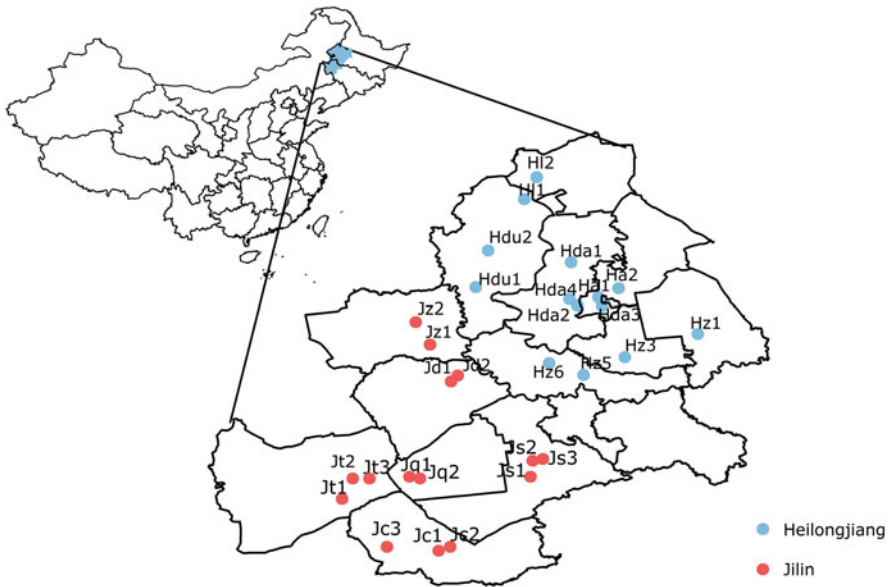 Hl2
Hl1
Hdu2
Hda1
Hdu1
Hda4
Ha1
Ha2
Hda2
Hda3
Jz2
Jz1
Hz1
Hz3
Jd1
Jd2
Hz6
Hz5
Js2
Js3
Jt2
Jt3
Jq1
Jq2
Js1
Jt1
Jc3
Jc1
Js2
Heilongjiang
Jilin